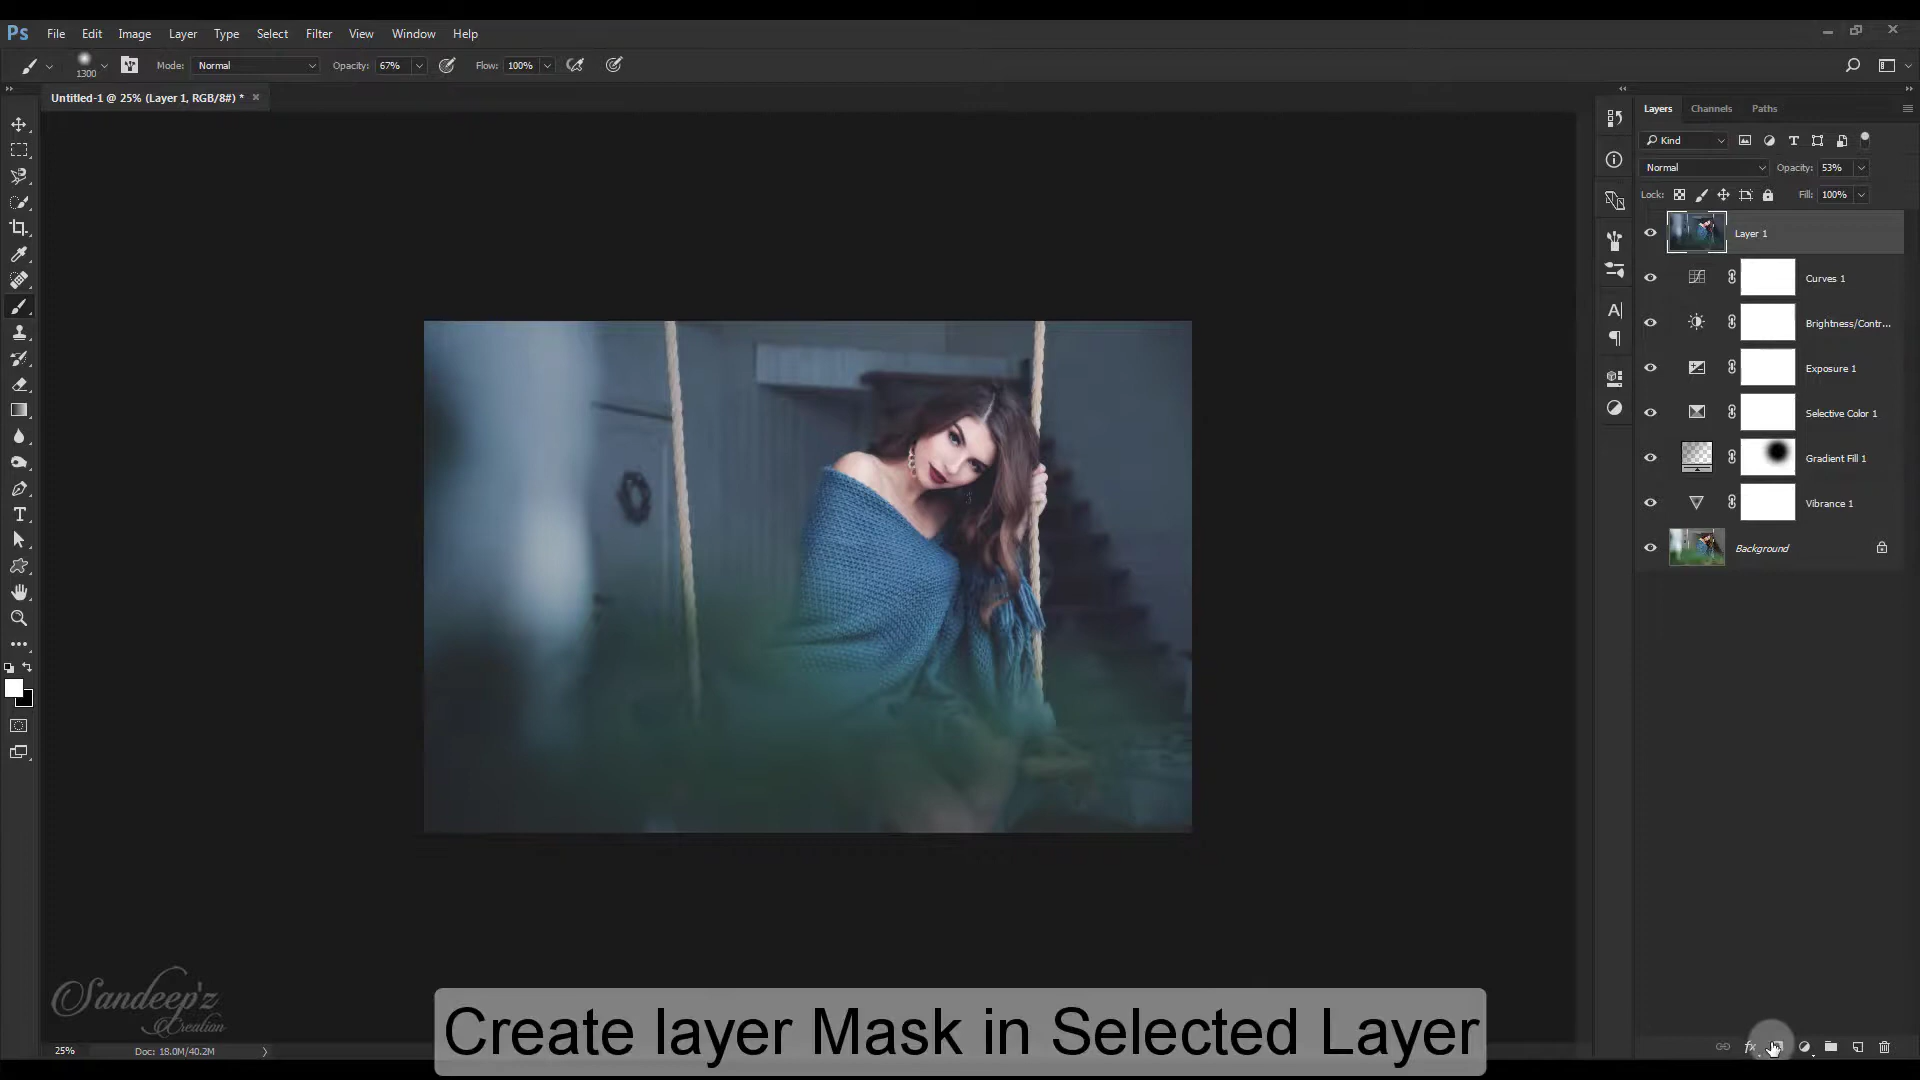 Ps File Edit Image Layer Type Select Filter View Window Help
1300 Mode: Normal Opacity: 67% Flow: 100%
Untitled-1 @ 25% (Layer 1, RGB/8#) * ×
Layers Channels Paths
Kind
Normal Opacity: 53%
Lock: Fill: 100%
Layer 1
Curves 1
Brightness/Contr...
Exposure 1
Selective Color 1
Gradient Fill 1
Vibrance 1
Background
Sandeep'z
Creation
Create layer Mask in Selected Layer
25% Doc: 18.0M/40.2M
fx